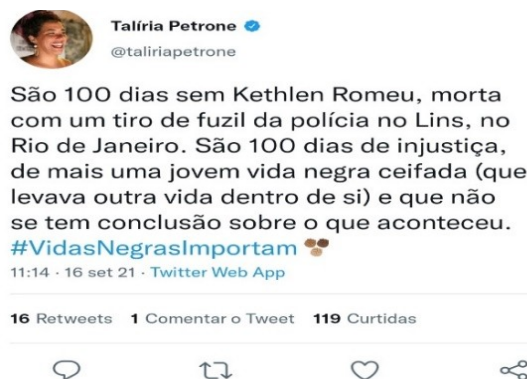 Talíria Petrone
@taliriapetrone
São 100 dias sem Kethlen Romeu, morta
com um tiro de fuzil da polícia no Lins, no
Rio de Janeiro. São 100 dias de injustiça,
de mais uma jovem vida negra ceifada (que
levava outra vida dentro de si) e que não
se tem conclusão sobre o que aconteceu.
#VidasNegrasImportam
11:14 · 16 set 21 · Twitter Web App
16 Retweets 1 Comentar o Tweet 119 Curtidas